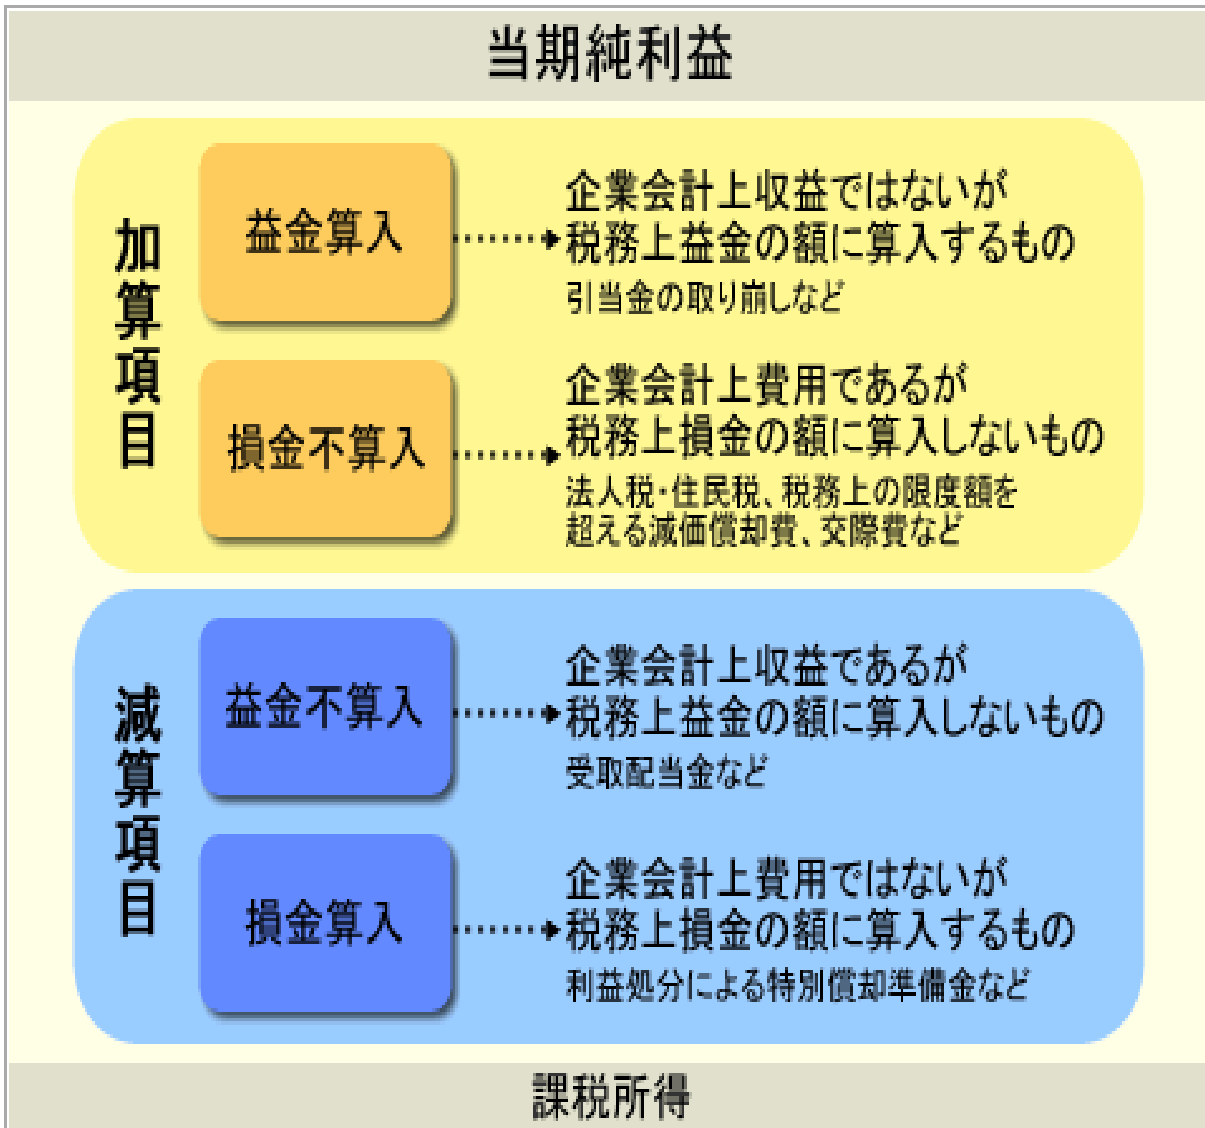 当期純利益
加算項目
益金算入
企業会計上収益ではないが
税務上益金の額に算入するもの
引当金の取り崩しなど
損金不算入
企業会計上費用であるが
税務上損金の額に算入しないもの
法人税・住民税、税務上の限度額を
超える減価償却費、交際費など
減算項目
益金不算入
企業会計上収益であるが
税務上益金の額に算入しないもの
受取配当金など
損金算入
企業会計上費用ではないが
税務上損金の額に算入するもの
利益処分による特別償却準備金など
課税所得